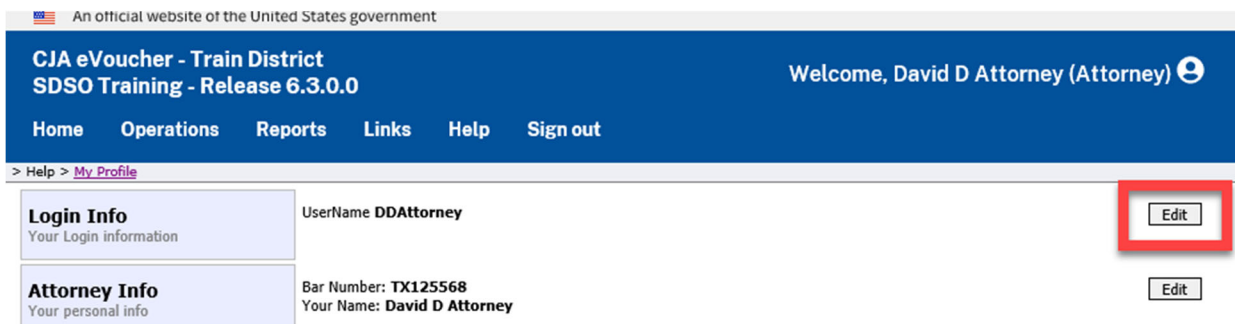 An official website of the United States government
CJA eVoucher - Train District
SDSO Training - Release 6.3.0.0
Welcome, David D Attorney (Attorney)
Home Operations Reports Links Help Sign out
> Help > My Profile
Login Info
Your Login information
UserName DDAttorney
Edit
Attorney Info
Your personal info
Bar Number: TX125568
Your Name: David D Attorney
Edit